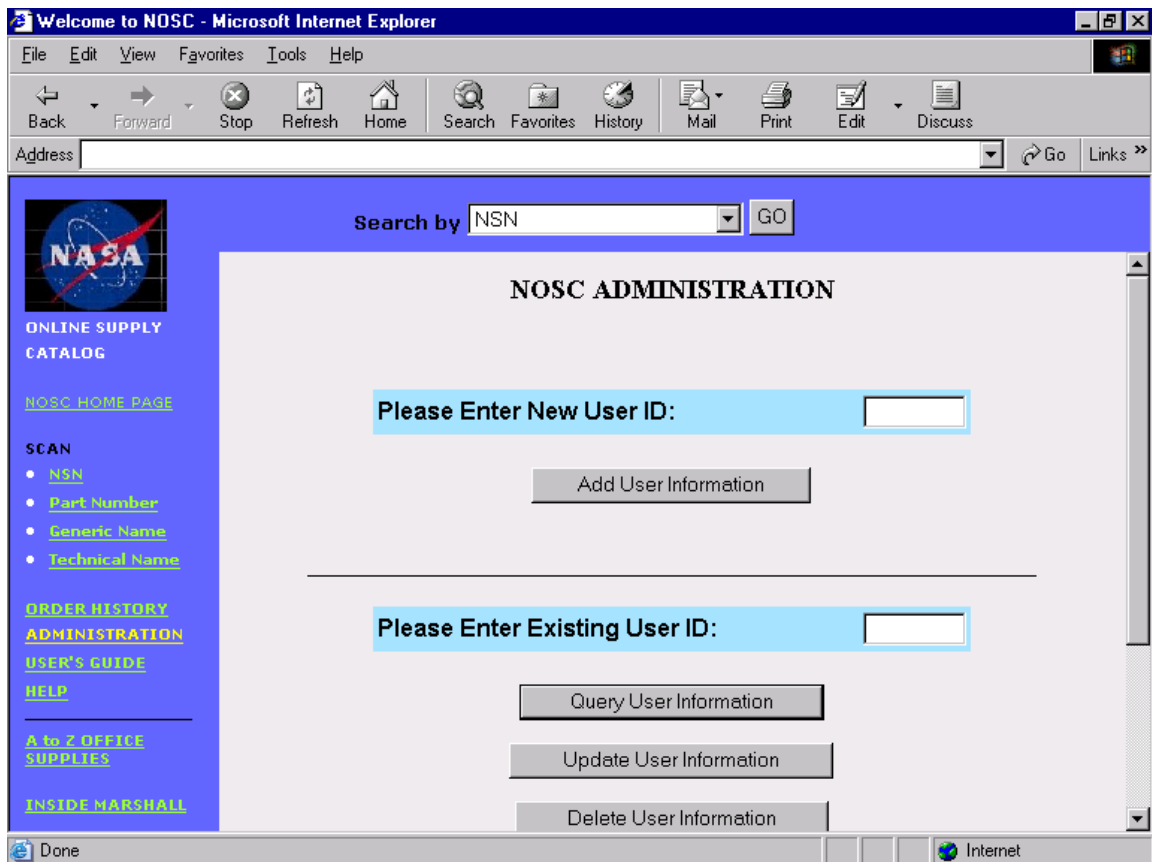 Welcome to NOSC - Microsoft Internet Explorer
File Edit View Favorites Tools Help
Back Forward Stop Refresh Home Search Favorites History Mail Print Edit Discuss
Address Go Links »
Search by NSN GO
NASA
ONLINE SUPPLY
CATALOG
NOSC HOME PAGE
SCAN
• NSN
• Part Number
• Generic Name
• Technical Name
ORDER HISTORY
ADMINISTRATION
USER'S GUIDE
HELP
A to Z OFFICE
SUPPLIES
INSIDE MARSHALL
NOSC ADMINISTRATION
Please Enter New User ID:
Add User Information
Please Enter Existing User ID:
Query User Information
Update User Information
Delete User Information
Done Internet